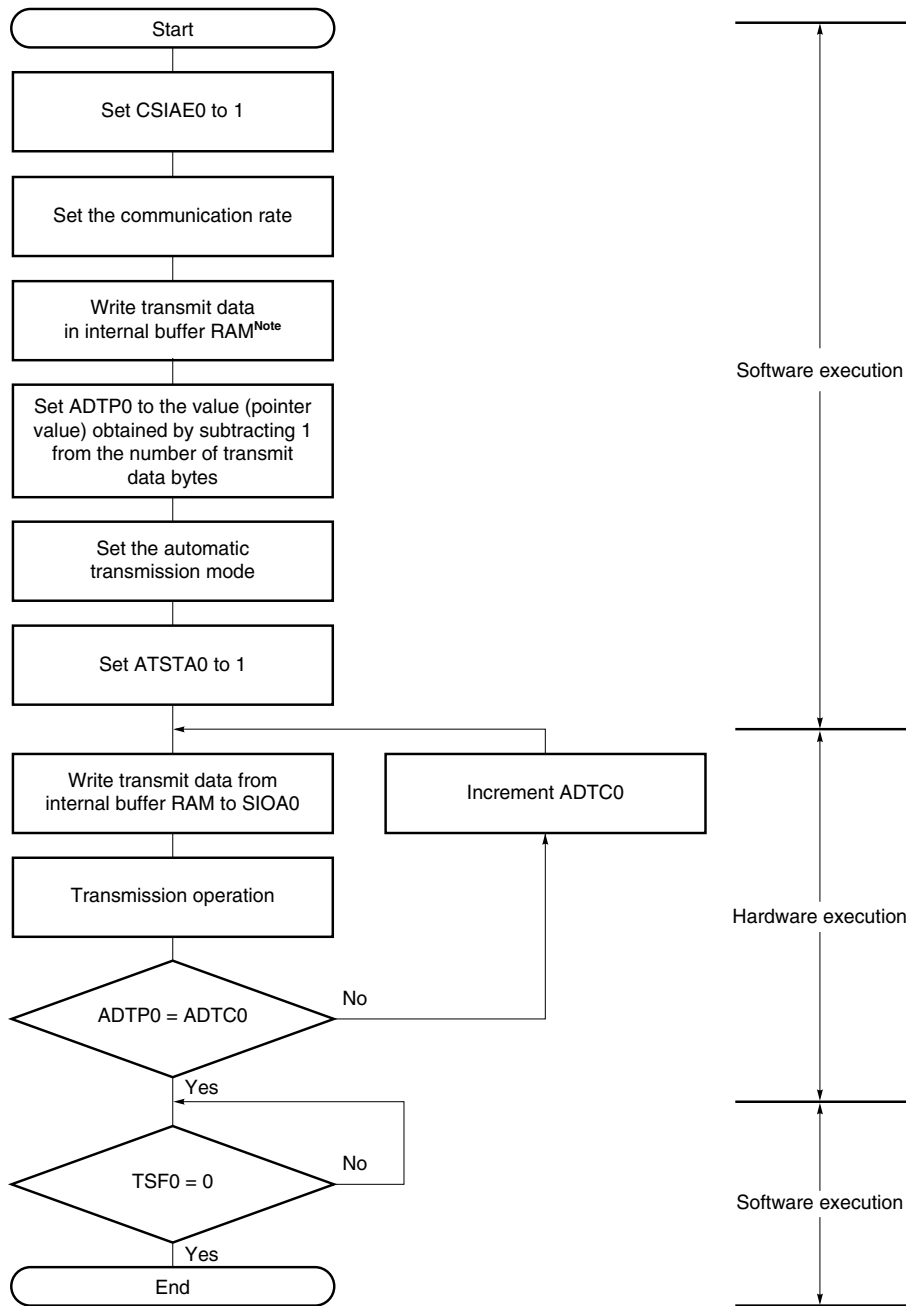 Start
Set CSIAE0 to 1
Set the communication rate
Write transmit data
in internal buffer RAMNote
Set ADTP0 to the value (pointer
value) obtained by subtracting 1
from the number of transmit
data bytes
Software execution
Set the automatic
transmission mode
Set ATSTA0 to 1
Write transmit data from
internal buffer RAM to SIOA0
Increment ADTC0
Transmission operation
Hardware execution
ADTP0 = ADTC0
No
Yes
TSF0 = 0
No
Software execution
Yes
End